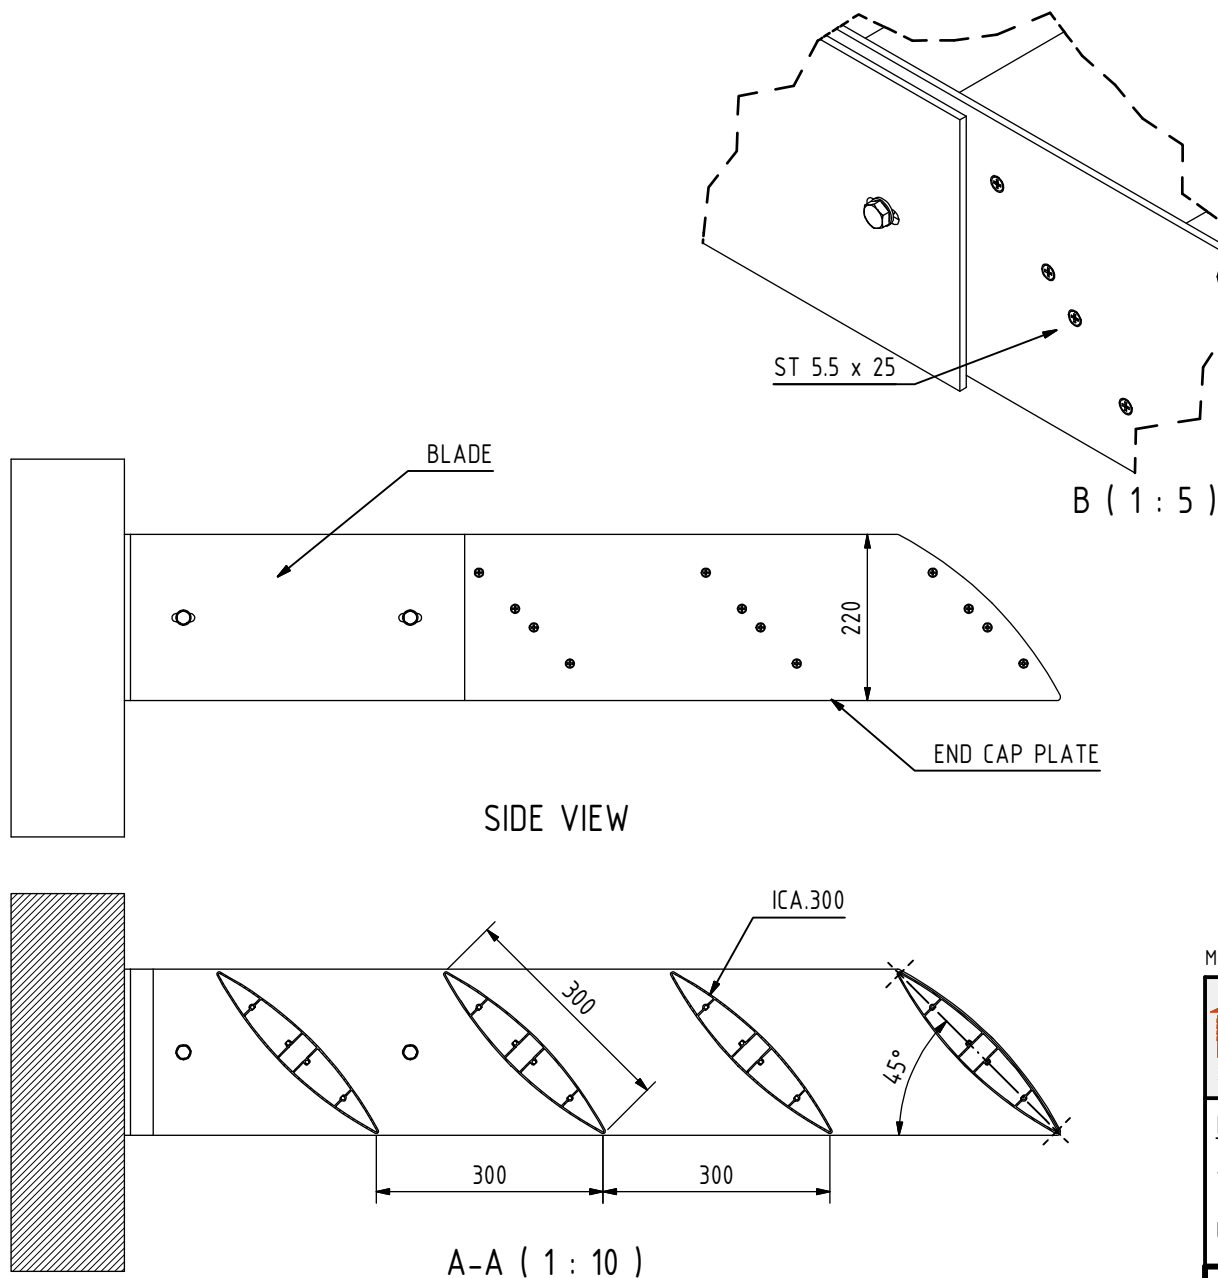 ST 5.5 x 25
B ( 1 : 5 )
BLADE
220
END CAP PLATE
SIDE VIEW
ICA.300
300
45°
300
300
A-A ( 1 : 10 )